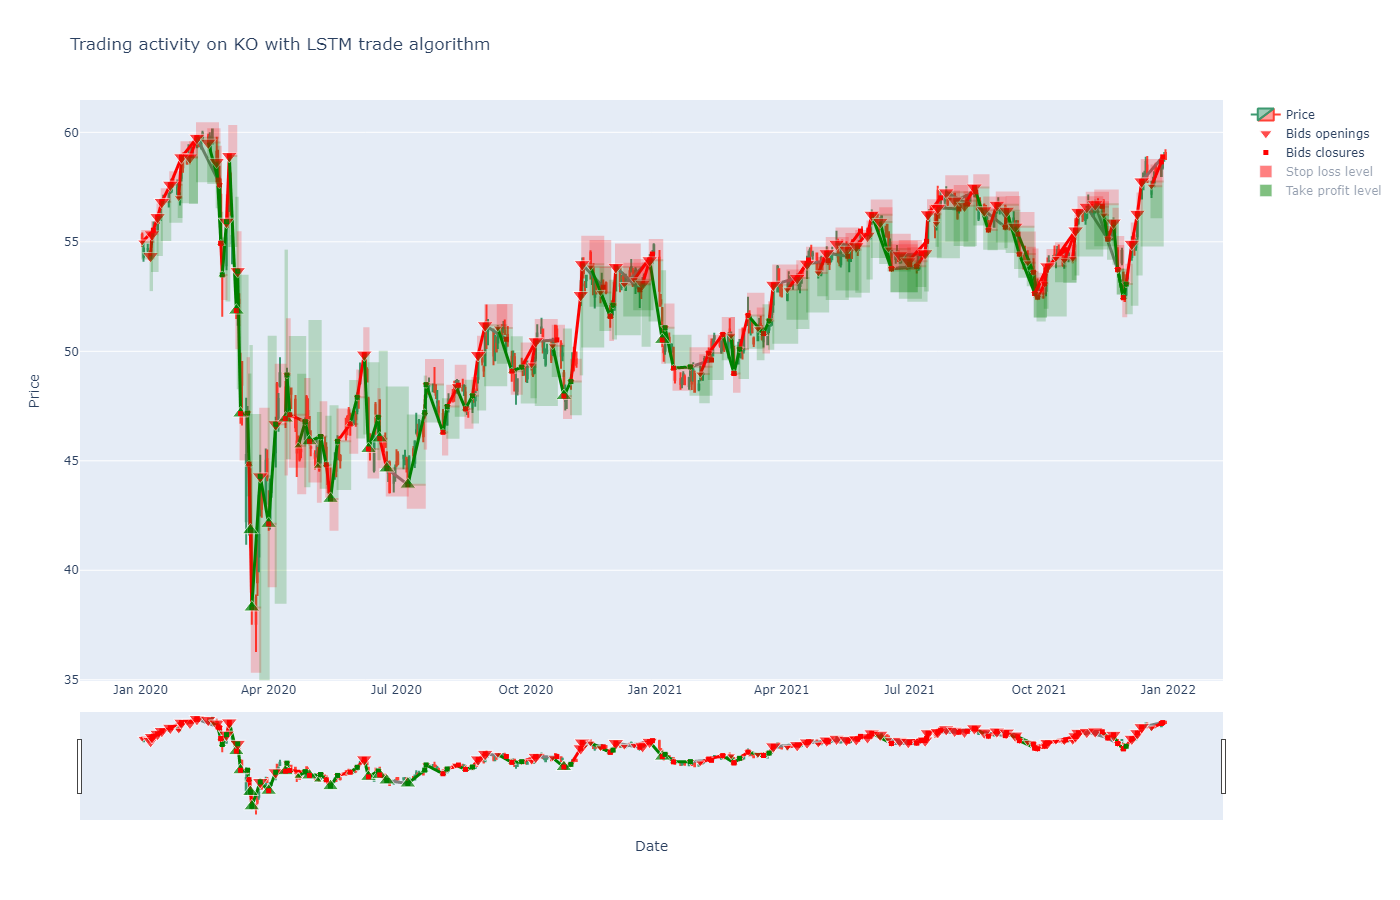 Trading activity on KO with LSTM trade algorithm
Price
Bids openings
Bids closures
Stop loss level
Take profit level
60
55
50
45
40
35
Price
Jan 2020
Apr 2020
Jul 2020
Oct 2020
Jan 2021
Apr 2021
Jul 2021
Oct 2021
Jan 2022
Date